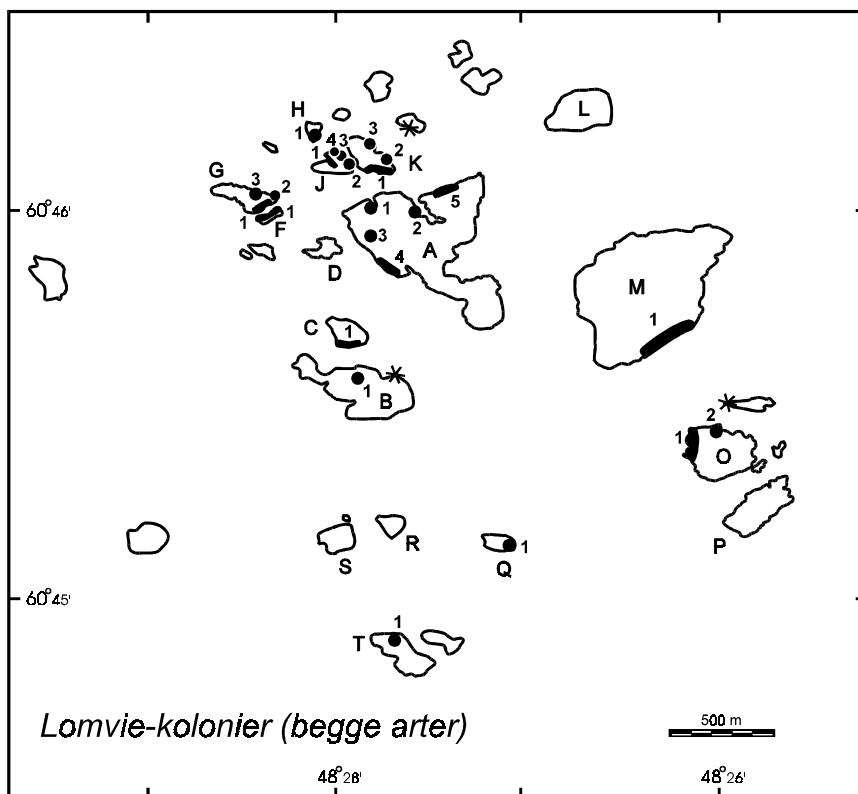 L
H
1 4 3 3
1 2 K
G J 2 1
3 2
1 F 1
60°46'
1 5
2
3 A
D 4
M
C 1
1
1 B
2
1 O
P
R
S Q 1
60°45'
1
T
Lomvie-kolonier (begge arter)
500 m
48°28' 48°26'